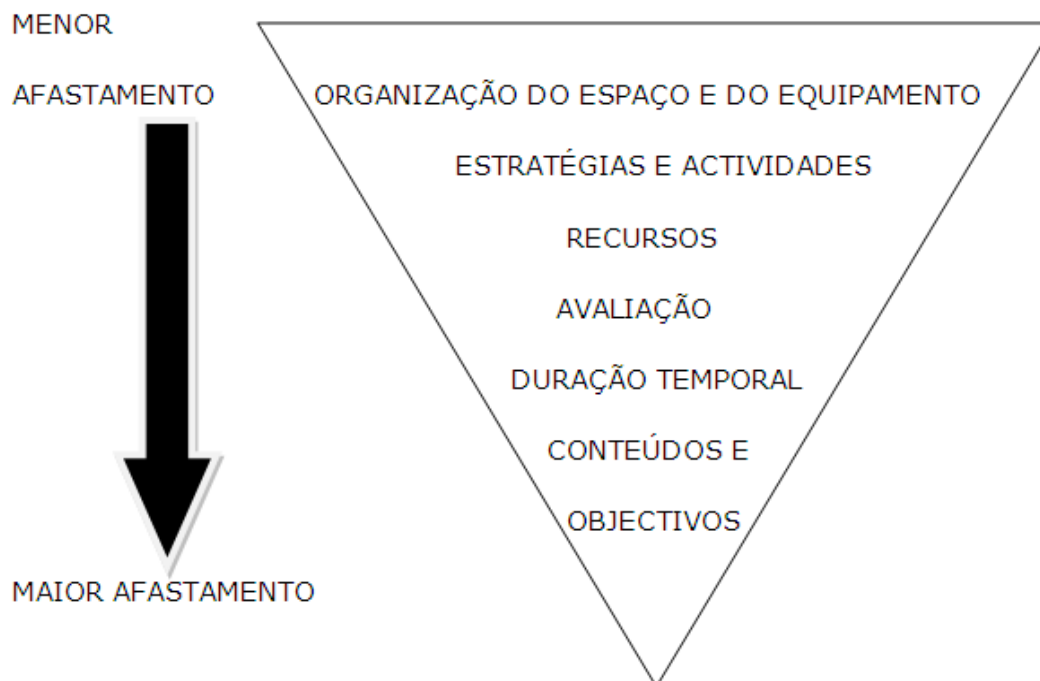 MENOR
AFASTAMENTO
ORGANIZAÇÃO DO ESPAÇO E DO EQUIPAMENTO
ESTRATÉGIAS E ACTIVIDADES
RECURSOS
AVALIAÇÃO
DURAÇÃO TEMPORAL
CONTEÚDOS E
OBJECTIVOS
MAIOR AFASTAMENTO